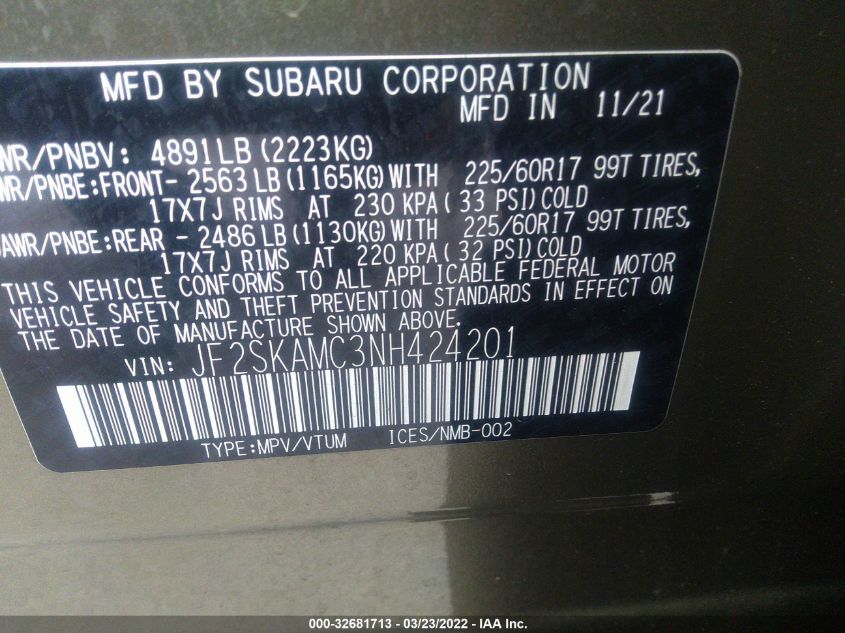 MFD BY SUBARU CORPORATION
MFD IN 11/21
WR/PNBV: 4891LB (2223KG)
WR/PNBE:FRONT- 2563 LB (1165KG) WITH 225/60R17 99T TIRES,
17X7J RIMS AT 230 KPA( 33 PSI) COLD
AWR/PNBE:REAR - 2486 LB (1130KG) WITH 225/60R17 99T TIRES,
17X7J RIMS AT 220 KPA( 32 PSI) COLD
THIS VEHICLE CONFORMS TO ALL APPLICABLE FEDERAL MOTOR
VEHICLE SAFETY AND THEFT PREVENTION STANDARDS IN EFFECT ON
THE DATE OF MANUFACTURE SHOWN ABOVE.
VIN: JF2SKAMC3NH424201
TYPE:MPV/VTUM ICES/NMB-002
000-32681713 - 03/23/2022 - IAA Inc.